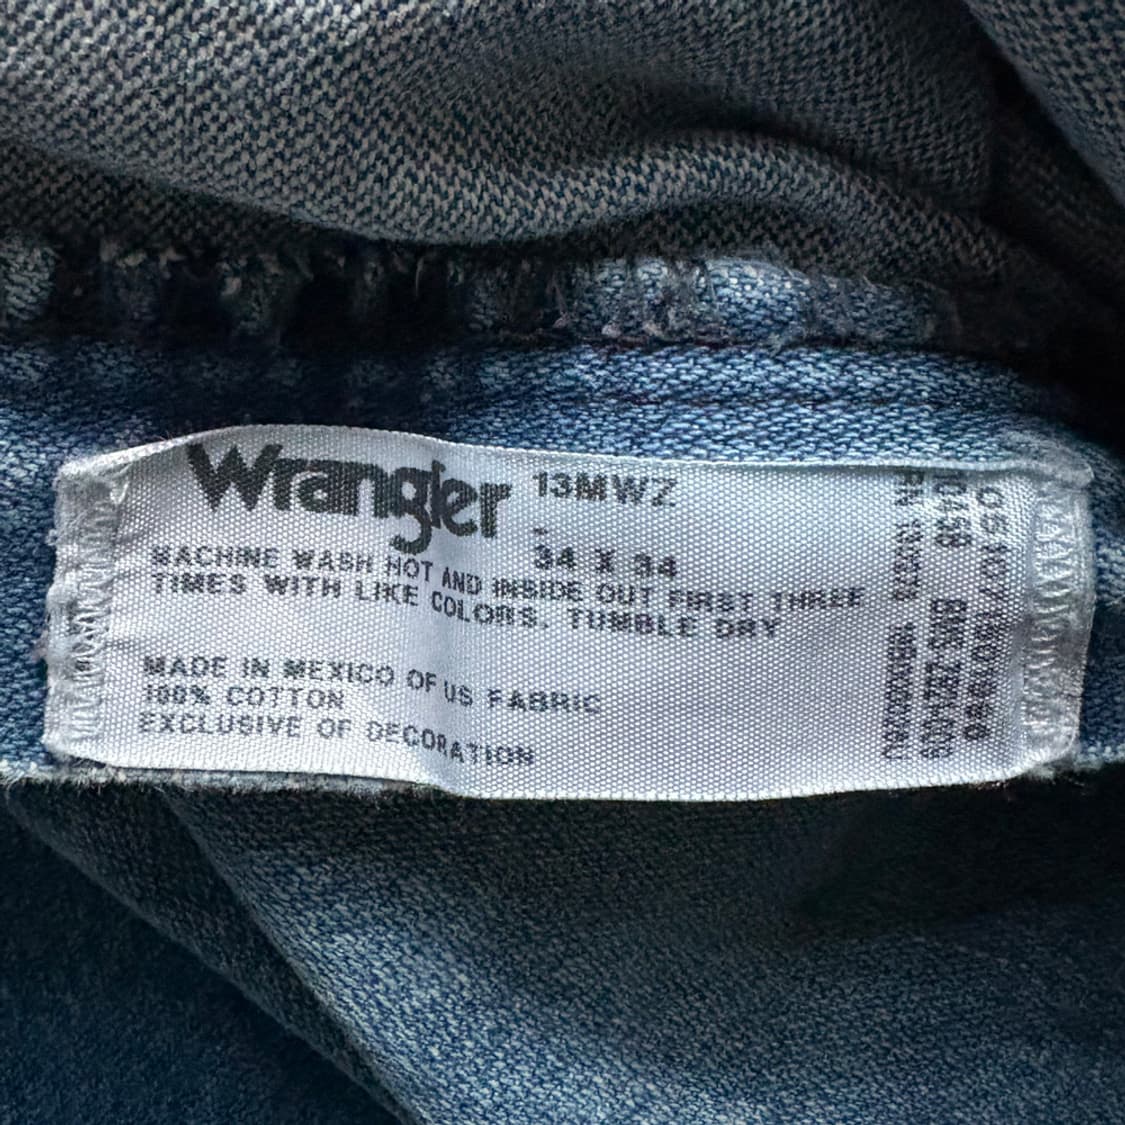 Wrangler 13MWZ
34 X 34
MACHINE WASH HOT AND INSIDE OUT FIRST THREE
TIMES WITH LIKE COLORS. TUMBLE DRY
MADE IN MEXICO OF US FABRIC
100% COTTON
EXCLUSIVE OF DECORATION
RN